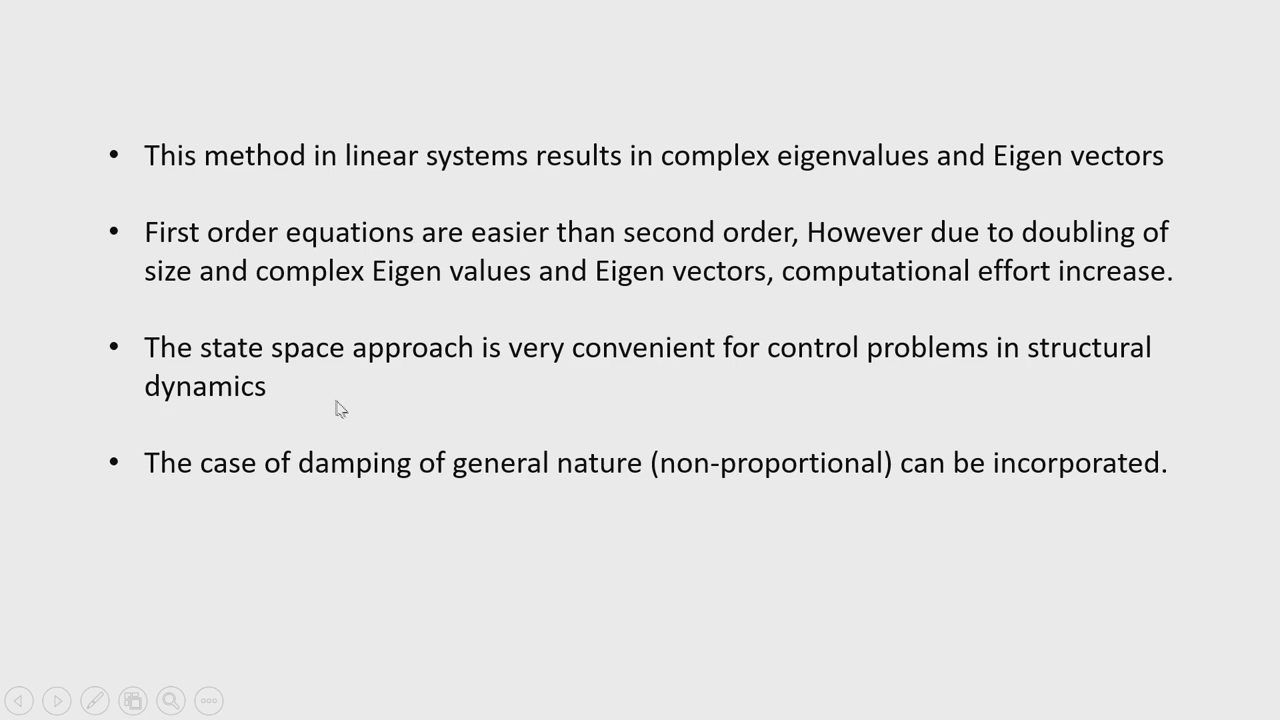 • This method in linear systems results in complex eigenvalues and Eigen vectors
• First order equations are easier than second order, However due to doubling of
size and complex Eigen values and Eigen vectors, computational effort increase.
• The state space approach is very convenient for control problems in structural
dynamics
• The case of damping of general nature (non-proportional) can be incorporated.